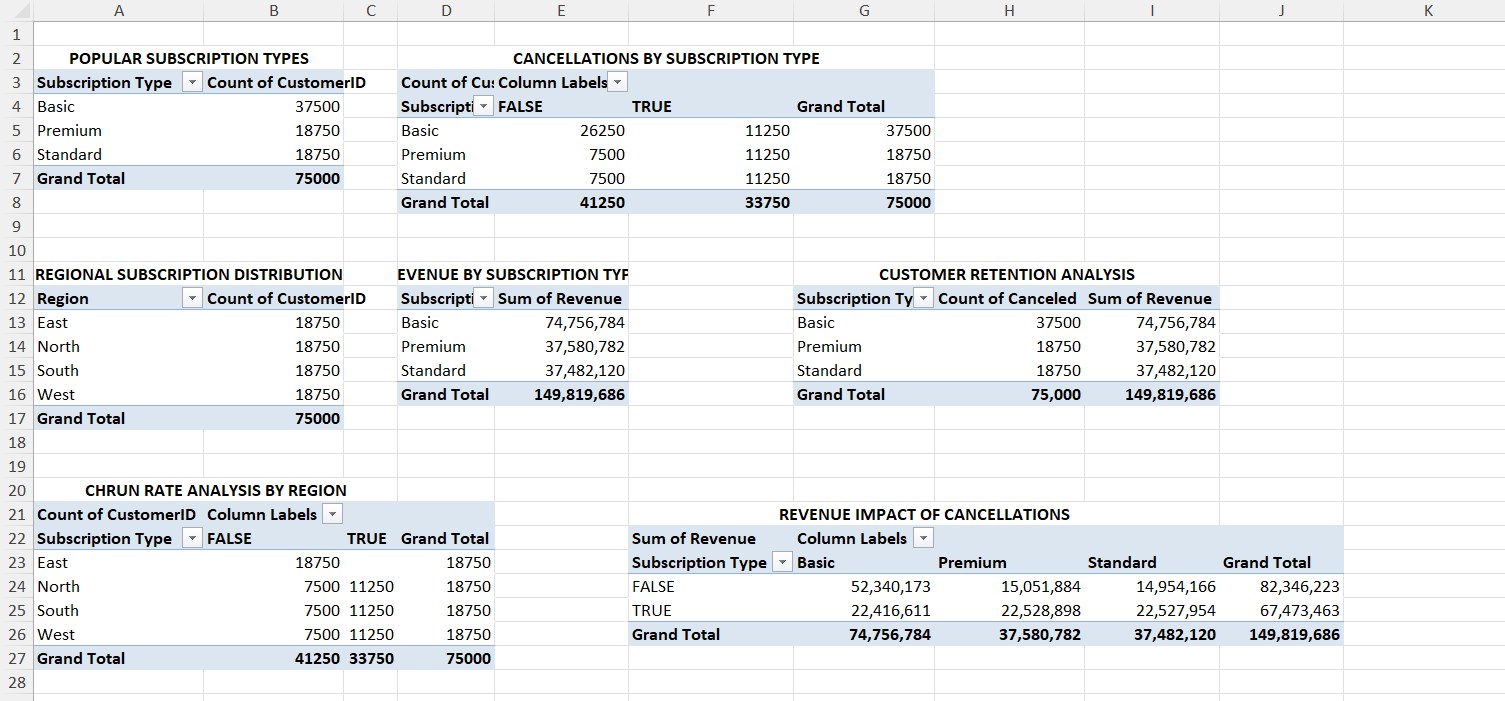 A B C D E F G H I J K
1
2 POPULAR SUBSCRIPTION TYPES CANCELLATIONS BY SUBSCRIPTION TYPE
3 Subscription Type Count of CustomerID Count of Cus Column Labels
4 Basic 37500 Subscripti FALSE TRUE Grand Total
5 Premium 18750 Basic 26250 11250 37500
6 Standard 18750 Premium 7500 11250 18750
7 Grand Total 75000 Standard 7500 11250 18750
8 Grand Total 41250 33750 75000
9
10
11 REGIONAL SUBSCRIPTION DISTRIBUTION EVENUE BY SUBSCRIPTION TYP CUSTOMER RETENTION ANALYSIS
12 Region Count of CustomerID Subscripti Sum of Revenue Subscription Ty Count of Canceled Sum of Revenue
13 East 18750 Basic 74,756,784 Basic 37500 74,756,784
14 North 18750 Premium 37,580,782 Premium 18750 37,580,782
15 South 18750 Standard 37,482,120 Standard 18750 37,482,120
16 West 18750 Grand Total 149,819,686 Grand Total 75,000 149,819,686
17 Grand Total 75000
18
19
20 CHRUN RATE ANALYSIS BY REGION
21 Count of CustomerID Column Labels REVENUE IMPACT OF CANCELLATIONS
22 Subscription Type FALSE TRUE Grand Total Sum of Revenue Column Labels
23 East 18750 18750 Subscription Type Basic Premium Standard Grand Total
24 North 7500 11250 18750 FALSE 52,340,173 15,051,884 14,954,166 82,346,223
25 South 7500 11250 18750 TRUE 22,416,611 22,528,898 22,527,954 67,473,463
26 West 7500 11250 18750 Grand Total 74,756,784 37,580,782 37,482,120 149,819,686
27 Grand Total 41250 33750 75000
28